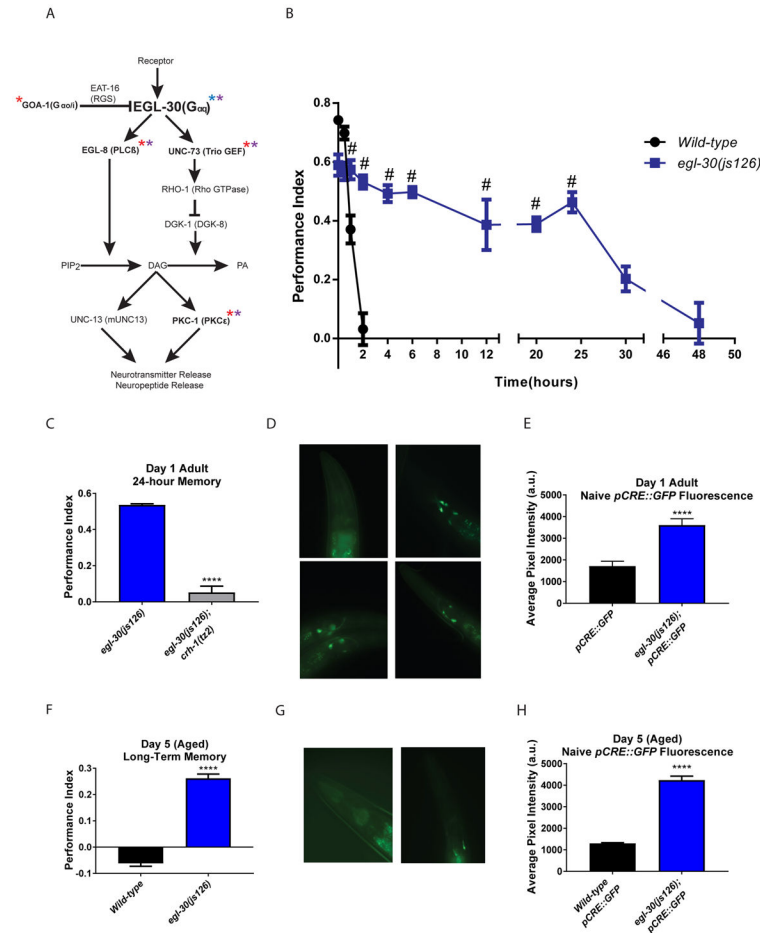 A
Receptor
EAT-16
(RGS)
*GOA-1(Gαo/i)
EGL-30(Gαq)**
EGL-8 (PLCß)**
UNC-73 (Trio GEF)**
RHO-1 (Rho GTPase)
DGK-1 (DGK-8)
PIP2
DAG
PA
UNC-13 (mUNC13)
PKC-1 (PKCε)**
Neurotransmitter Release
Neuropeptide Release
B
Performance Index
0.8
0.6
0.4
0.2
0.0
# # # # # # #
Wild-type
egl-30(js126)
2 4 6 8 10 12 20 24 30 46 48 50
Time(hours)
C
Day 1 Adult
24-hour Memory
Performance Index
0.6
0.4
0.2
0.0
****
egl-30(js126)
egl-30(js126);
crh-1(tz2)
D
E
Day 1 Adult
Naive pCRE::GFP Fluorescence
Average Pixel Intensity (a.u.)
5000
4000
3000
2000
1000
0
****
pCRE::GFP
egl-30(js126);
pCRE::GFP
F
Day 5 (Aged)
Long-Term Memory
Performance Index
0.3
0.2
0.1
0.0
-0.1
****
Wild-type
egl-30(js126)
G
H
Day 5 (Aged)
Naive pCRE::GFP Fluorescence
Average Pixel Intensity (a.u.)
5000
4000
3000
2000
1000
0
****
Wild-type
pCRE::GFP
egl-30(js126);
pCRE::GFP